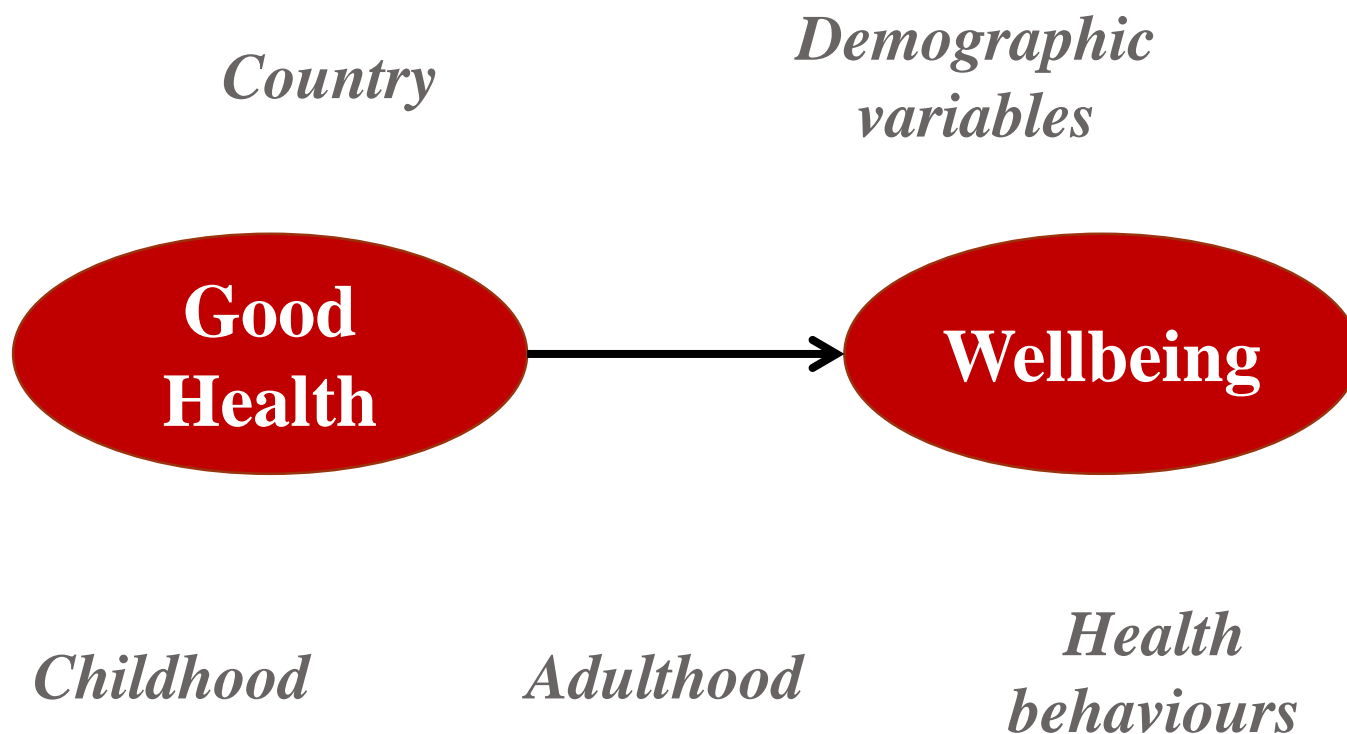 Country
Demographic
variables
Good
Health
Wellbeing
Childhood
Adulthood
Health
behaviours